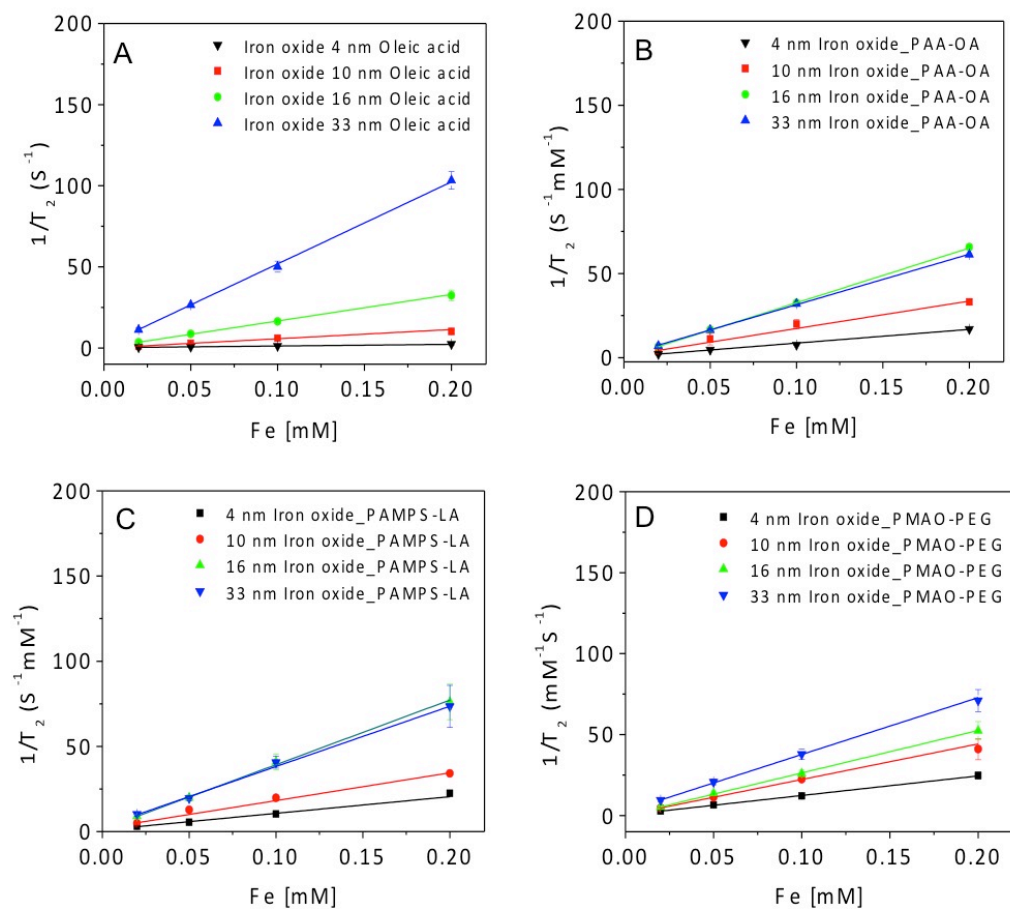 A
Iron oxide 4 nm Oleic acid
Iron oxide 10 nm Oleic acid
Iron oxide 16 nm Oleic acid
Iron oxide 33 nm Oleic acid
200
150
100
50
0
1/T₂ (S⁻¹)
0.00 0.05 0.10 0.15 0.20
Fe [mM]
B
4 nm Iron oxide_PAA-OA
10 nm Iron oxide_PAA-OA
16 nm Iron oxide_PAA-OA
33 nm Iron oxide_PAA-OA
200
150
100
50
0
1/T₂ (S⁻¹mM⁻¹)
0.00 0.05 0.10 0.15 0.20
Fe [mM]
C
4 nm Iron oxide_PAMPS-LA
10 nm Iron oxide_PAMPS-LA
16 nm Iron oxide_PAMPS-LA
33 nm Iron oxide_PAMPS-LA
200
150
100
50
0
1/T₂ (S⁻¹mM⁻¹)
0.00 0.05 0.10 0.15 0.20
Fe [mM]
D
4 nm Iron oxide_PMAO-PEG
10 nm Iron oxide_PMAO-PEG
16 nm Iron oxide_PMAO-PEG
33 nm Iron oxide_PMAO-PEG
200
150
100
50
0
1/T₂ (mM⁻¹S⁻¹)
0.00 0.05 0.10 0.15 0.20
Fe [mM]